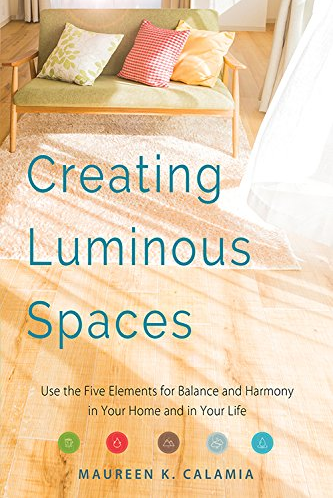 Creating
Luminous
Spaces
Use the Five Elements for Balance and Harmony
in Your Home and in Your Life
MAUREEN K. CALAMIA